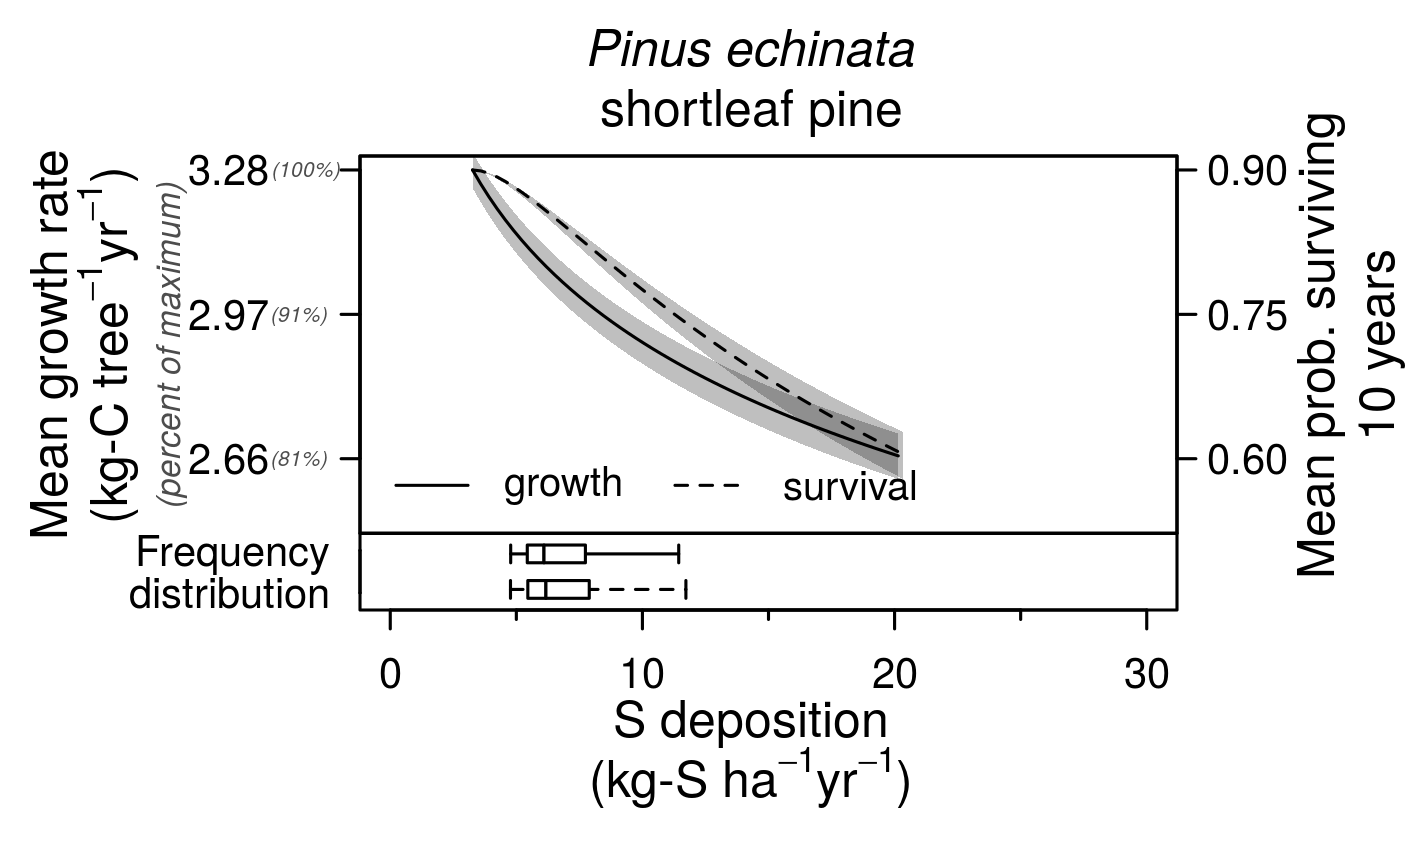 Pinus echinata
shortleaf pine
Mean growth rate
(kg-C tree⁻¹yr⁻¹)
(percent of maximum)
3.28 (100%)
2.97 (91%)
2.66 (81%)
0.90
0.75
0.60
Mean prob. surviving
10 years
growth survival
Frequency
distribution
0 10 20 30
S deposition
(kg-S ha⁻¹yr⁻¹)